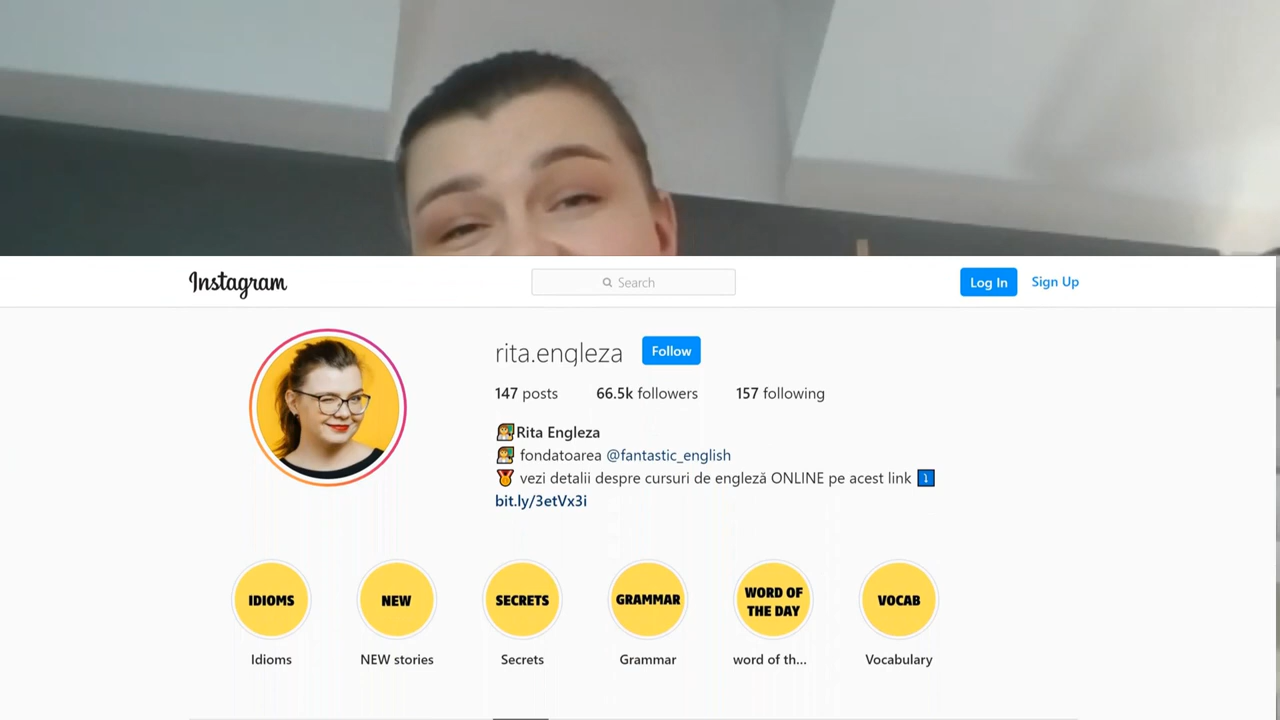 Instagram
Search
Log In
Sign Up
rita.engleza
Follow
147 posts 66.5k followers 157 following
Rita Engleza
fondatoarea @fantastic_english
vezi detalii despre cursuri de engleză ONLINE pe acest link
bit.ly/3etVx3i
IDIOMS
NEW
SECRETS
GRAMMAR
WORD OF
THE DAY
VOCAB
Idioms
NEW stories
Secrets
Grammar
word of th...
Vocabulary